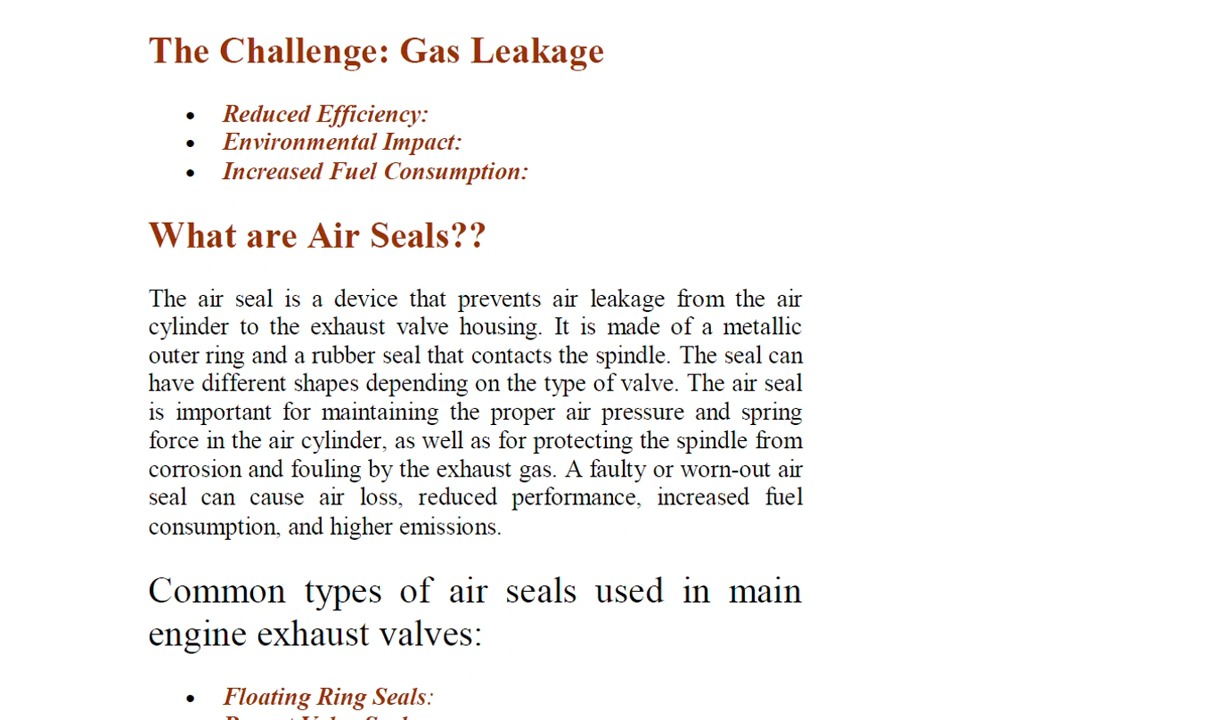 The Challenge: Gas Leakage
• Reduced Efficiency:
• Environmental Impact:
• Increased Fuel Consumption:
What are Air Seals??
The air seal is a device that prevents air leakage from the air
cylinder to the exhaust valve housing. It is made of a metallic
outer ring and a rubber seal that contacts the spindle. The seal can
have different shapes depending on the type of valve. The air seal
is important for maintaining the proper air pressure and spring
force in the air cylinder, as well as for protecting the spindle from
corrosion and fouling by the exhaust gas. A faulty or worn-out air
seal can cause air loss, reduced performance, increased fuel
consumption, and higher emissions.
Common types of air seals used in main
engine exhaust valves:
• Floating Ring Seals: